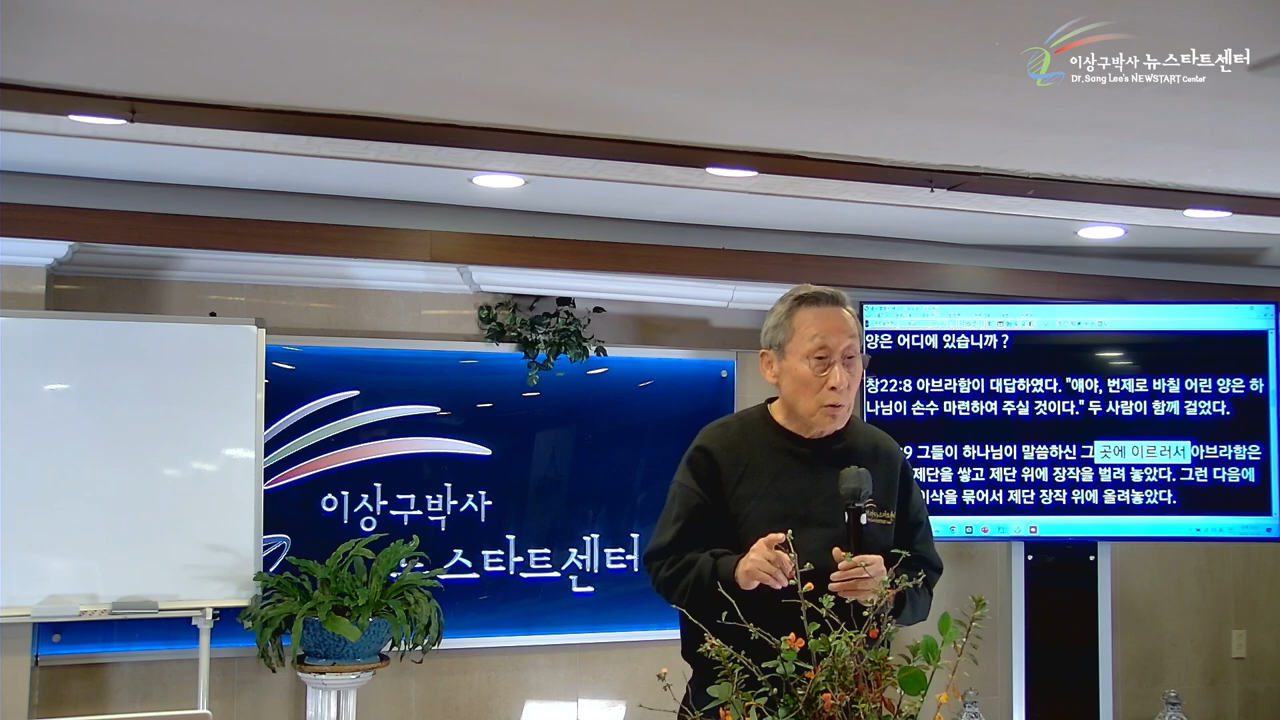 이상구박사 뉴스타트센터
Dr. Sang Lee's NEWSTART Center
양은 어디에 있습니까 ?
창22:8 아브라함이 대답하였다. "얘야, 번제로 바칠 어린 양은 하
나님이 손수 마련하여 주실 것이다." 두 사람이 함께 걸었다.
9 그들이 하나님이 말씀하신 그 곳에 이르러서 아브라함은
제단을 쌓고 제단 위에 장작을 벌려 놓았다. 그런 다음에
이삭을 묶어서 제단 장작 위에 올려놓았다.
이상구박사
뉴스타트센터